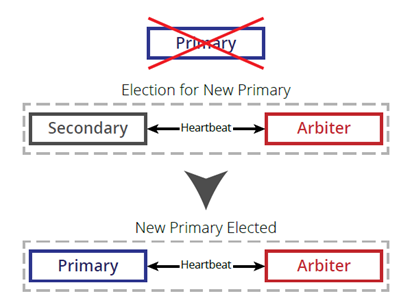 Primary
Election for New Primary
Secondary Heartbeat Arbiter
New Primary Elected
Primary Heartbeat Arbiter